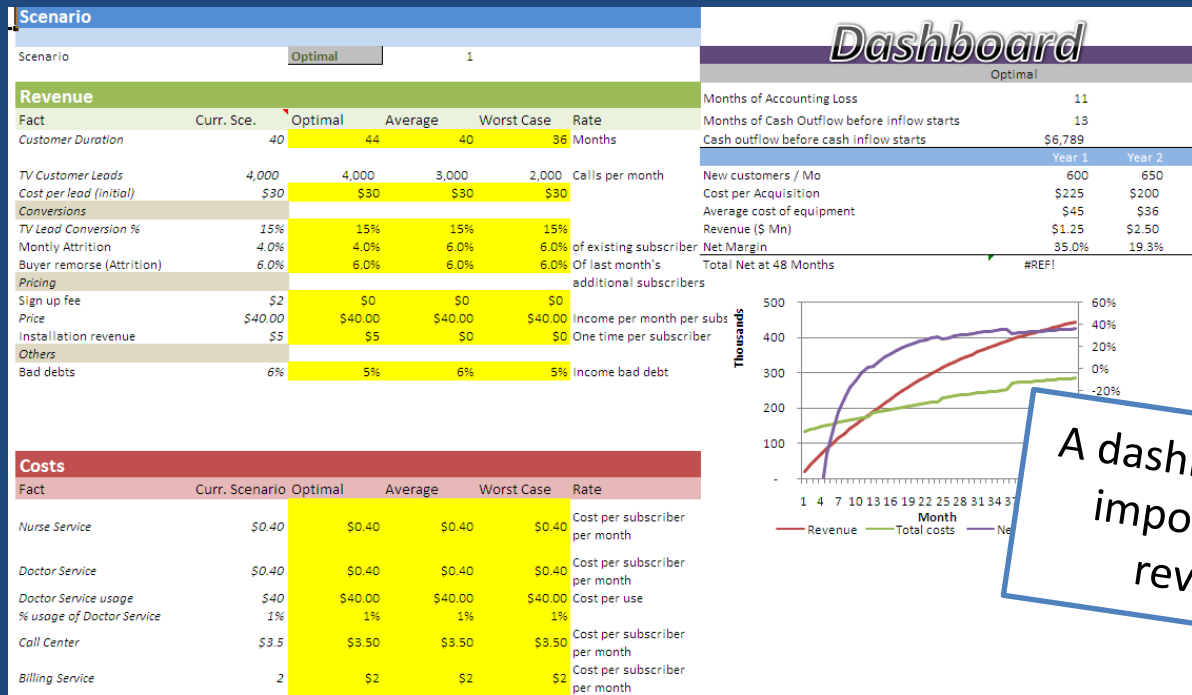 Scenario
Scenario Optimal 1
Revenue
Fact Curr. Sce. Optimal Average Worst Case Rate
Customer Duration 40 44 40 36 Months
TV Customer Leads 4,000 4,000 3,000 2,000 Calls per month
Cost per lead (initial) $30 $30 $30 $30
Conversions
TV Lead Conversion % 15% 15% 15% 15%
Montly Attrition 4.0% 4.0% 6.0% 6.0% of existing subscriber
Buyer remorse (Attrition) 6.0% 6.0% 6.0% 6.0% Of last month's
Pricing additional subscribers
Sign up fee $2 $0 $0 $0
Price $40.00 $40.00 $40.00 $40.00 Income per month per subs
Installation revenue $5 $5 $0 $0 One time per subscriber
Others
Bad debts 6% 5% 6% 5% Income bad debt
Costs
Fact Curr. Scenario Optimal Average Worst Case Rate
Nurse Service $0.40 $0.40 $0.40 $0.40 Cost per subscriber
per month
Doctor Service $0.40 $0.40 $0.40 $0.40 Cost per subscriber
per month
Doctor Service usage $40 $40.00 $40.00 $40.00 Cost per use
% usage of Doctor Service 1% 1% 1% 1%
Call Center $3.5 $3.50 $3.50 $3.50 Cost per subscriber
per month
Billing Service 2 $2 $2 $2 Cost per subscriber
per month
Dashboard
Optimal
Months of Accounting Loss 11
Months of Cash Outflow before inflow starts 13
Cash outflow before cash inflow starts $6,789
Year 1 Year 2
New customers / Mo 600 650
Cost per Acquisition $225 $200
Average cost of equipment $45 $36
Revenue ($ Mn) $1.25 $2.50
Net Margin 35.0% 19.3%
Total Net at 48 Months #REF!
Thousands
500 60%
400 40%
20%
300 0%
-20%
200
100
-
1 4 7 10 13 16 19 22 25 28 31 34
Month
Revenue Total costs
A